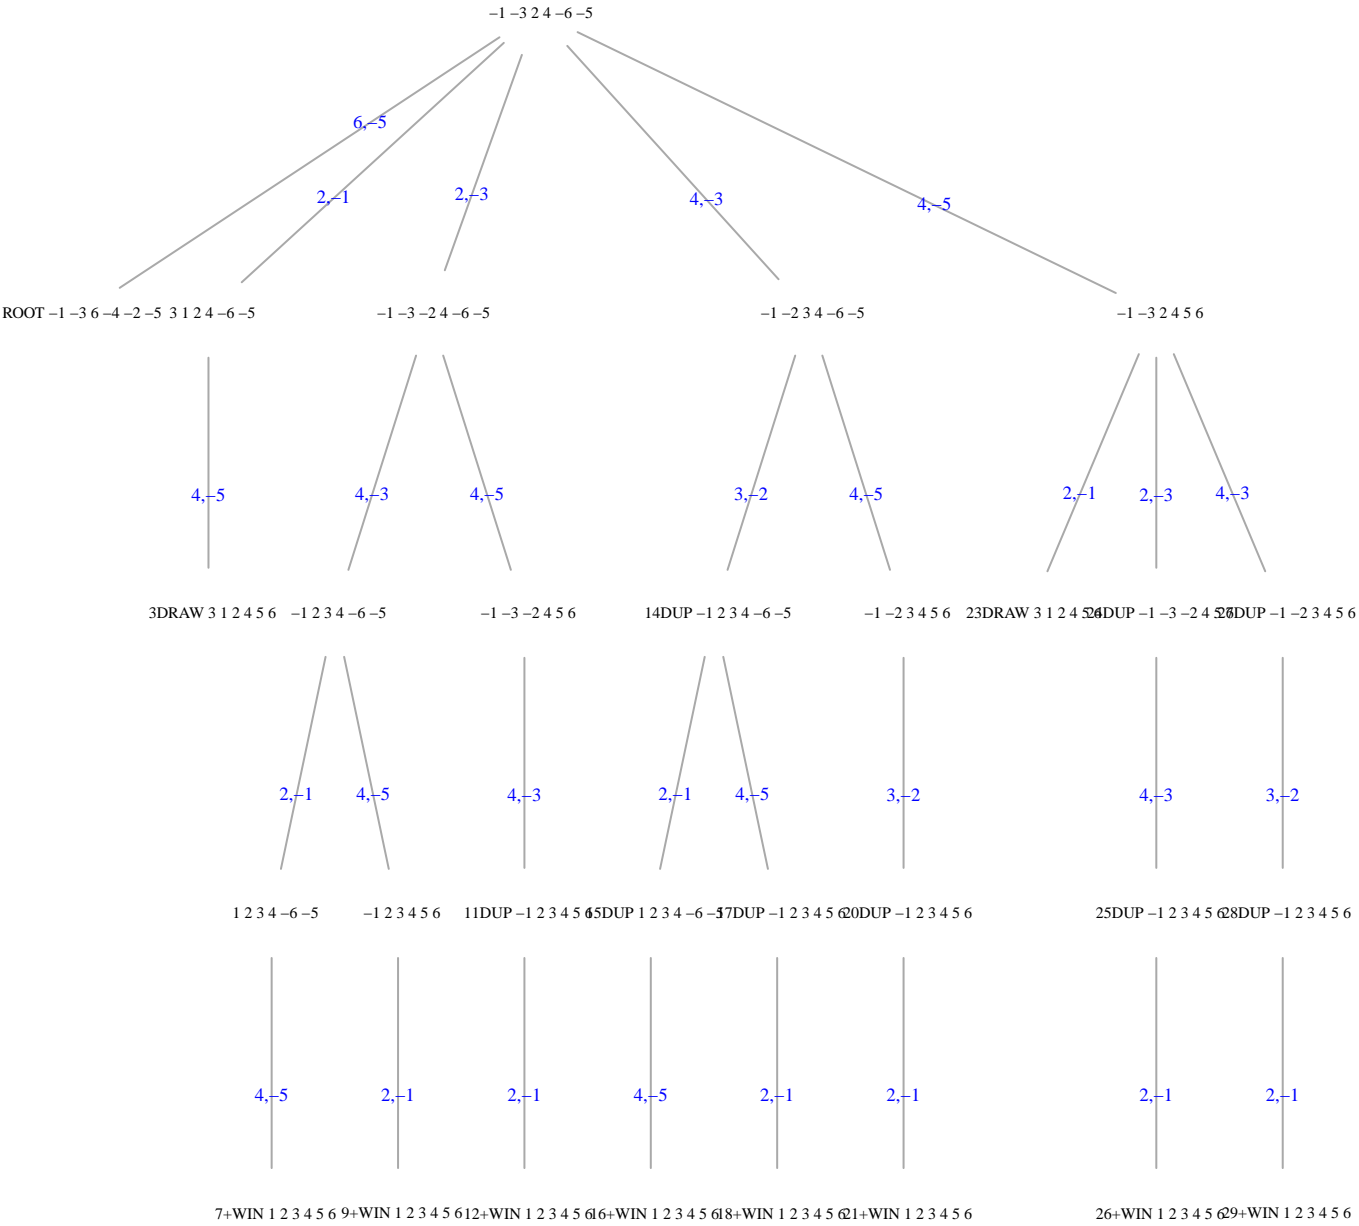 −1 −3 2 4 −6 −5
6,−5
2,−1
2,−3
4,−3
4,−5
ROOT −1 −3 6 −4 −2 −5
3 1 2 4 −6 −5
−1 −3 −2 4 −6 −5
−1 −2 3 4 −6 −5
−1 −3 2 4 5 6
4,−5
4,−3
4,−5
3,−2
4,−5
2,−1
2,−3
4,−3
3DRAW 3 1 2 4 5 6
−1 2 3 4 −6 −5
−1 −3 −2 4 5 6
14DUP −1 2 3 4 −6 −5
−1 −2 3 4 5 6
23DRAW 3 1 2 4 5 6
24DUP −1 −3 −2 4 5 6
27DUP −1 −2 3 4 5 6
2,−1
4,−5
4,−3
2,−1
4,−5
3,−2
4,−3
3,−2
1 2 3 4 −6 −5
−1 2 3 4 5 6
11DUP −1 2 3 4 5 6
15DUP 1 2 3 4 −6 −5
17DUP −1 2 3 4 5 6
20DUP −1 2 3 4 5 6
25DUP −1 2 3 4 5 6
28DUP −1 2 3 4 5 6
4,−5
2,−1
2,−1
4,−5
2,−1
2,−1
2,−1
2,−1
7+WIN 1 2 3 4 5 6
9+WIN 1 2 3 4 5 6
12+WIN 1 2 3 4 5 6
16+WIN 1 2 3 4 5 6
18+WIN 1 2 3 4 5 6
21+WIN 1 2 3 4 5 6
26+WIN 1 2 3 4 5 6
29+WIN 1 2 3 4 5 6